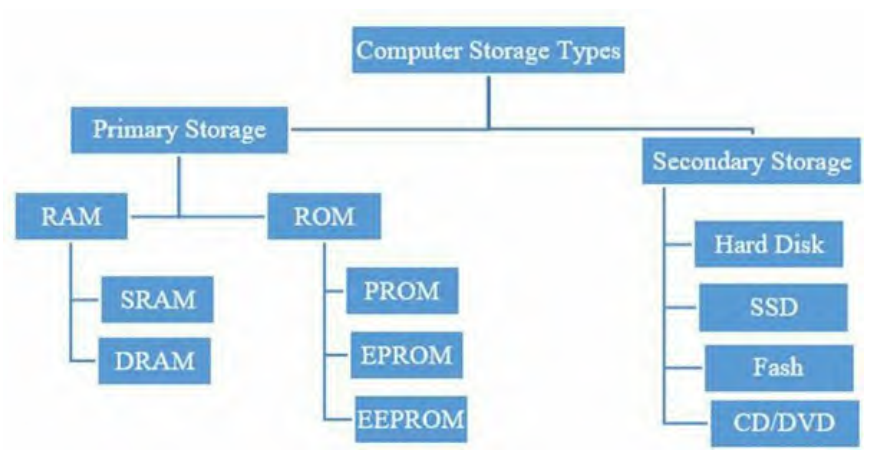 Computer Storage Types
Primary Storage
Secondary Storage
RAM
ROM
Hard Disk
SRAM
PROM
SSD
DRAM
EPROM
Fash
EEPROM
CD/DVD